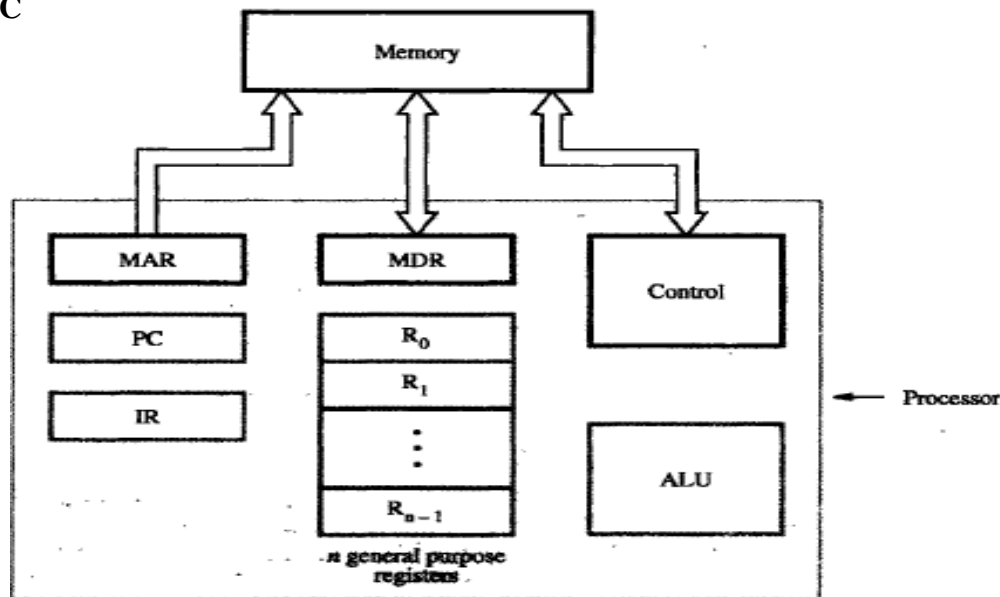 C
Memory
MAR
MDR
Control
PC
R0
R1
IR
Processor
ALU
Rn-1
n general purpose
registers